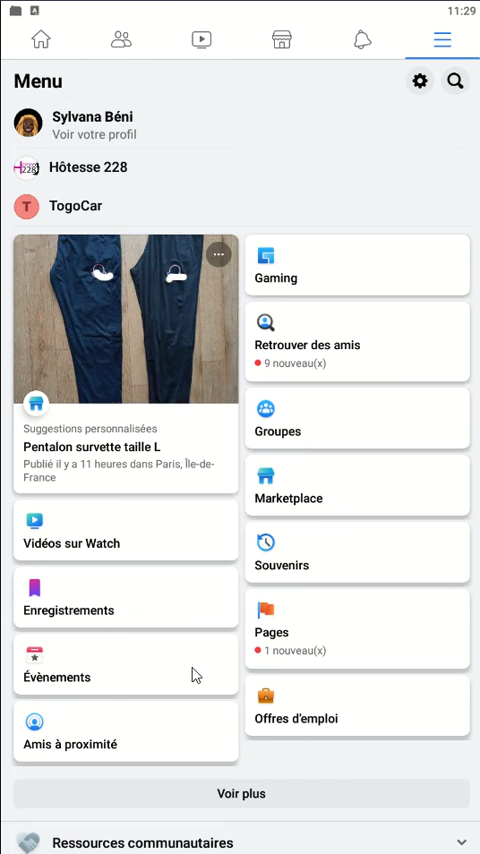 11:29
Menu
Sylvana Béni
Voir votre profil
Hôtesse 228
T
TogoCar
Suggestions personnalisées
Pentalon survette taille L
Publié il y a 11 heures dans Paris, Île-de-
France
Vidéos sur Watch
Enregistrements
Évènements
Amis à proximité
Gaming
Retrouver des amis
9 nouveau(x)
Groupes
Marketplace
Souvenirs
Pages
1 nouveau(x)
Offres d'emploi
Voir plus
Ressources communautaires